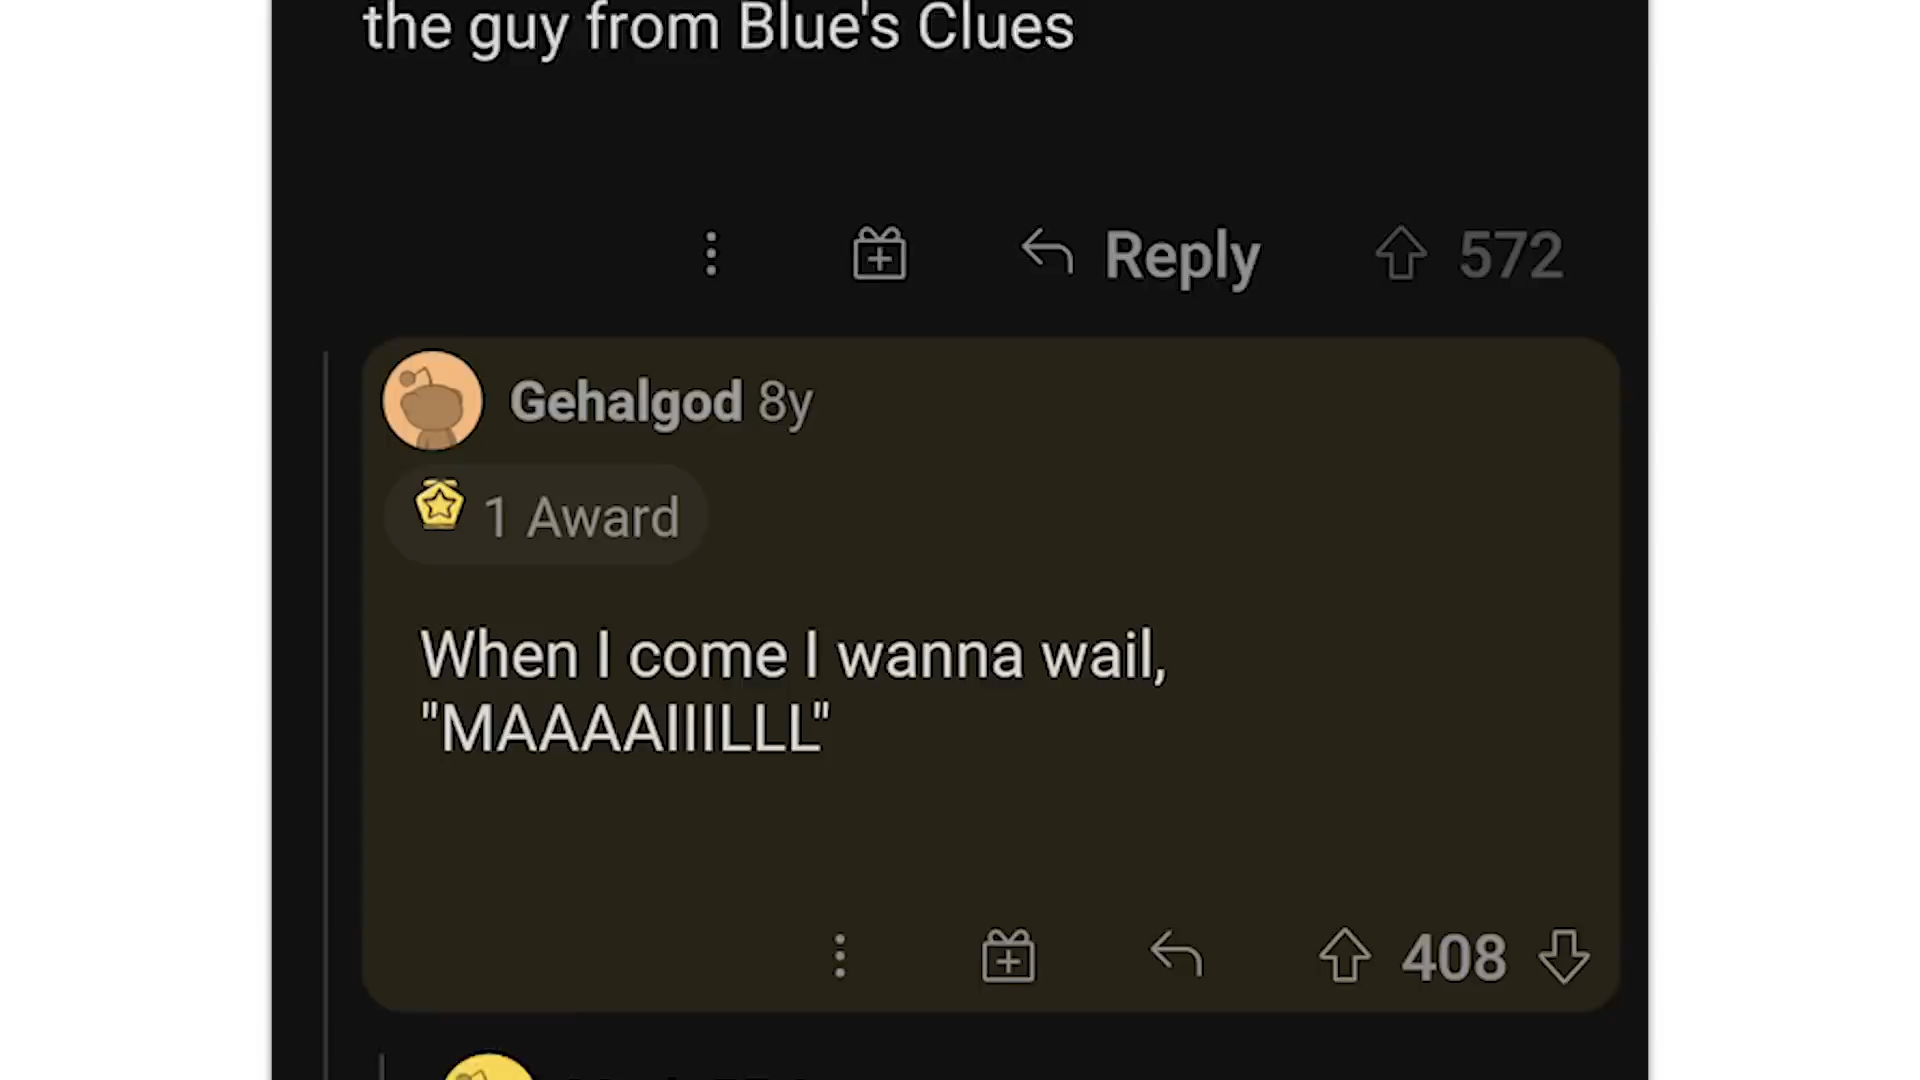 the guy from Blue's Clues
Reply 572
Gehalgod 8y
1 Award
When I come I wanna wail,
"MAAAAIIILLL"
408